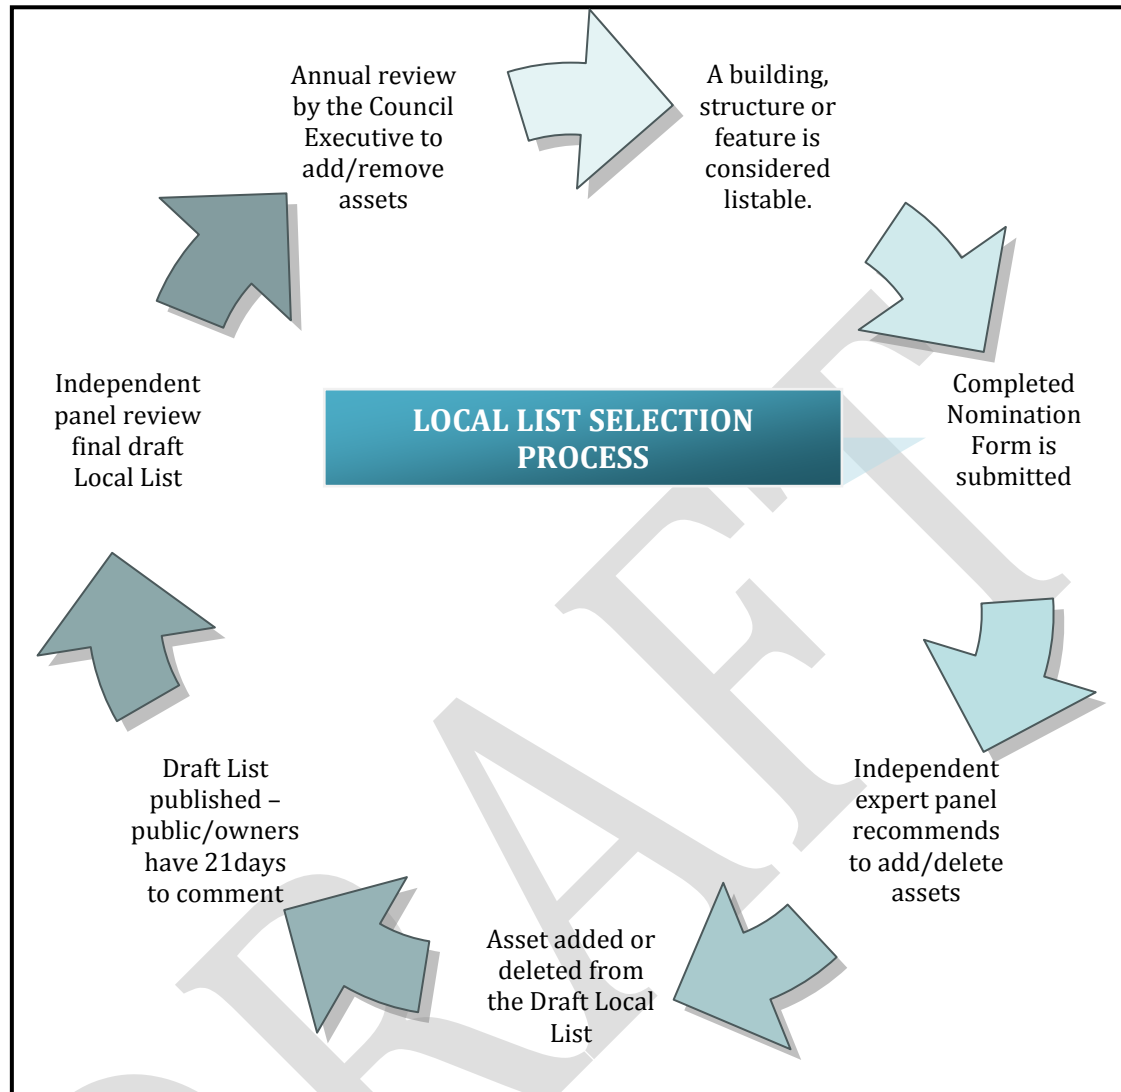 Annual review
by the Council
Executive to
add/remove
assets
A building,
structure or
feature is
considered
listable.
Completed
Nomination
Form is
submitted
Independent
expert panel
recommends
to add/delete
assets
Asset added or
deleted from
the Draft Local
List
Draft List
published –
public/owners
have 21days
to comment
Independent
panel review
final draft
Local List
LOCAL LIST SELECTION
PROCESS
DRAFT